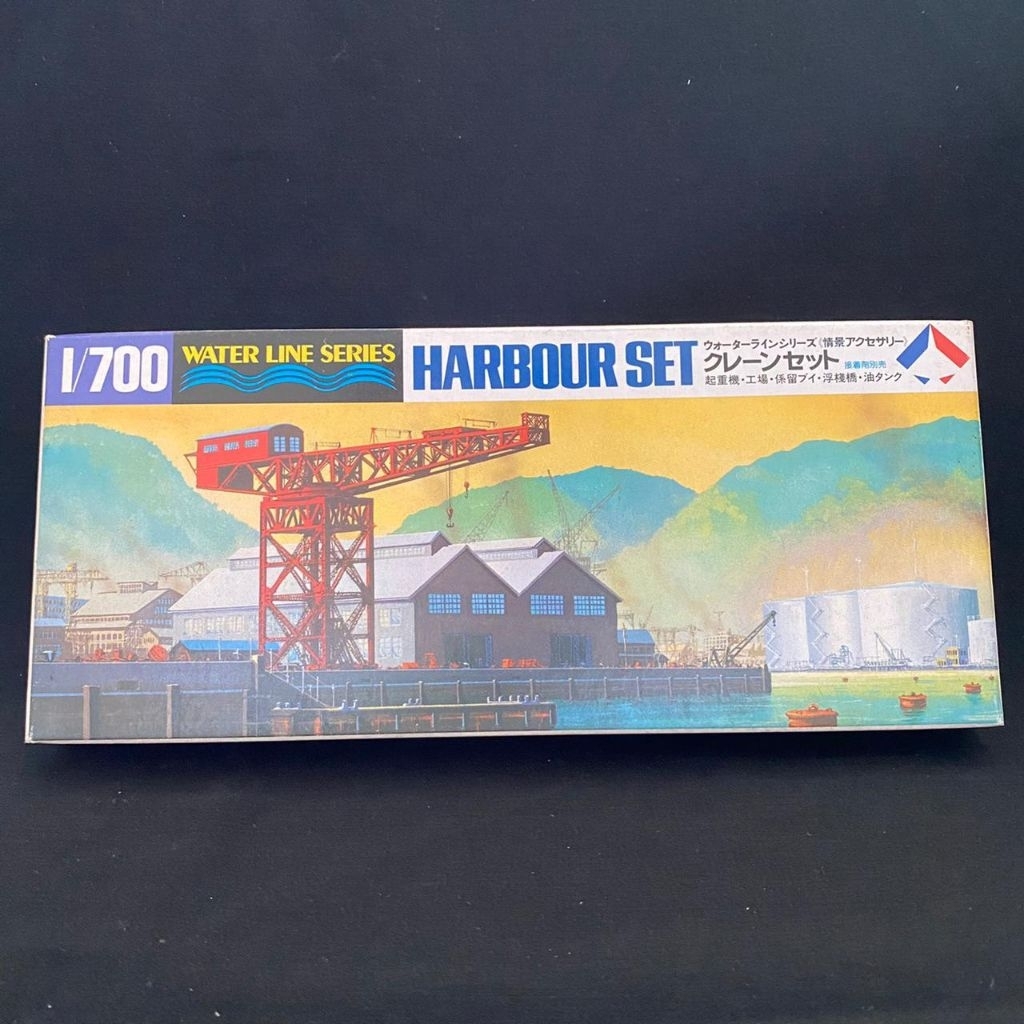 1/700
WATER LINE SERIES
HARBOUR SET
ウォーターラインシリーズ《情景アクセサリー》
クレーンセット 接着剤別売
起重機・工場・係留ブイ・浮棧橋・油タンク